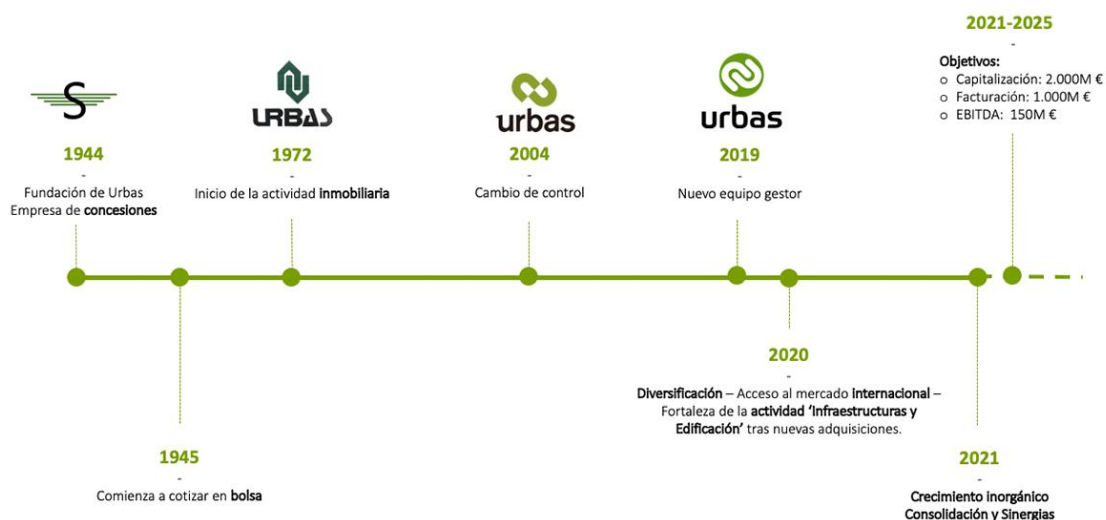 2021-2025
-
Objetivos:
o Capitalización: 2.000M €
o Facturación: 1.000M €
o EBITDA: 150M €
S
1944
-
Fundación de Urbas
Empresa de concesiones
URBAS
1972
-
Inicio de la actividad inmobiliaria
urbas
2004
-
Cambio de control
urbas
2019
-
Nuevo equipo gestor
1945
-
Comienza a cotizar en bolsa
2020
-
Diversificación – Acceso al mercado internacional –
Fortaleza de la actividad ‘Infraestructuras y
Edificación’ tras nuevas adquisiciones.
2021
-
Crecimiento inorgánico
Consolidación y Sinergias